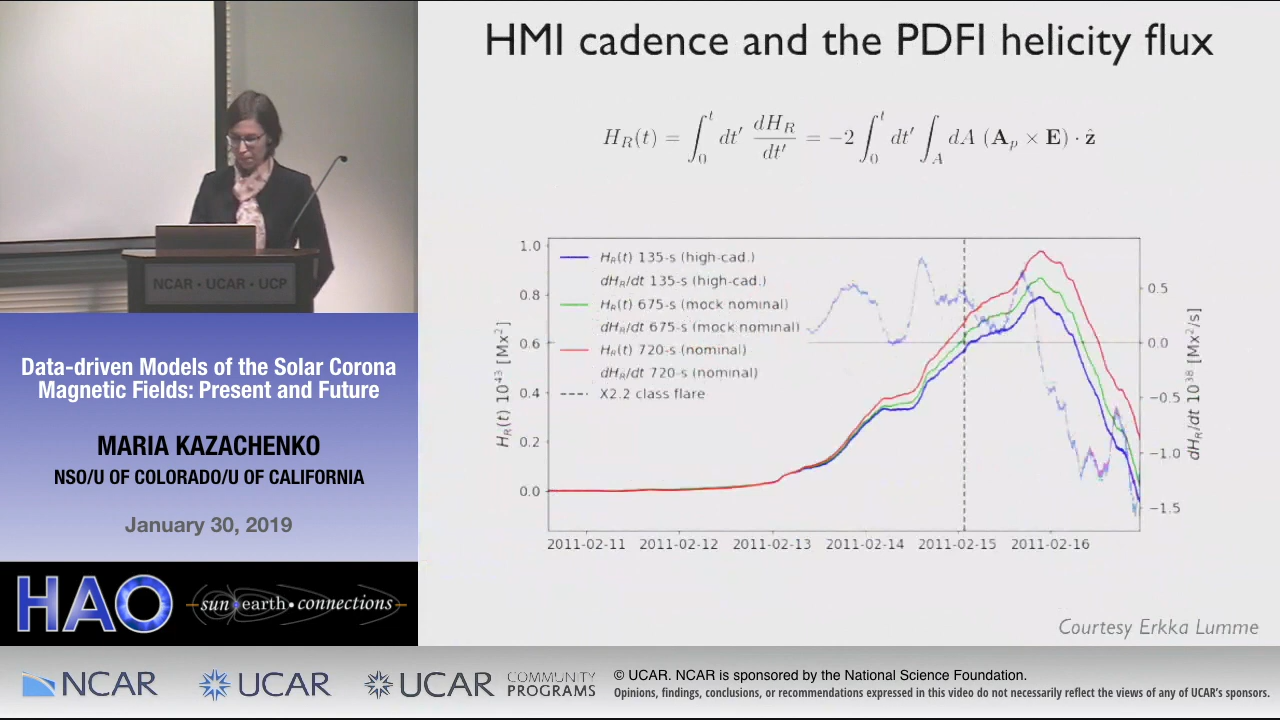 HMI cadence and the PDFI helicity flux
H_R(t) = ∫_0^t dt′ dH_R/dt′ = −2 ∫_0^t dt′ ∫_A dA (A_p × E) · ẑ
NCAR • UCAR • UCP
H_R(t) 135-s (high-cad.)
dH_R/dt 135-s (high-cad.)
H_R(t) 675-s (mock nominal)
dH_R/dt 675-s (mock nominal)
H_R(t) 720-s (nominal)
dH_R/dt 720-s (nominal)
X2.2 class flare
H_R(t) 10^43 [Mx^2]
1.0
0.8
0.6
0.4
0.2
0.0
dH_R/dt 10^38 [Mx^2/s]
0.5
0.0
−0.5
−1.0
−1.5
2011-02-11 2011-02-12 2011-02-13 2011-02-14 2011-02-15 2011-02-16
Courtesy Erkka Lumme
Data-driven Models of the Solar Corona
Magnetic Fields: Present and Future
MARIA KAZACHENKO
NSO/U OF COLORADO/U OF CALIFORNIA
January 30, 2019
HAO
sun•earth•connections
NCAR
UCAR
UCAR
COMMUNITY
PROGRAMS
© UCAR. NCAR is sponsored by the National Science Foundation.
Opinions, findings, conclusions, or recommendations expressed in this video do not necessarily reflect the views of any of UCAR's sponsors.